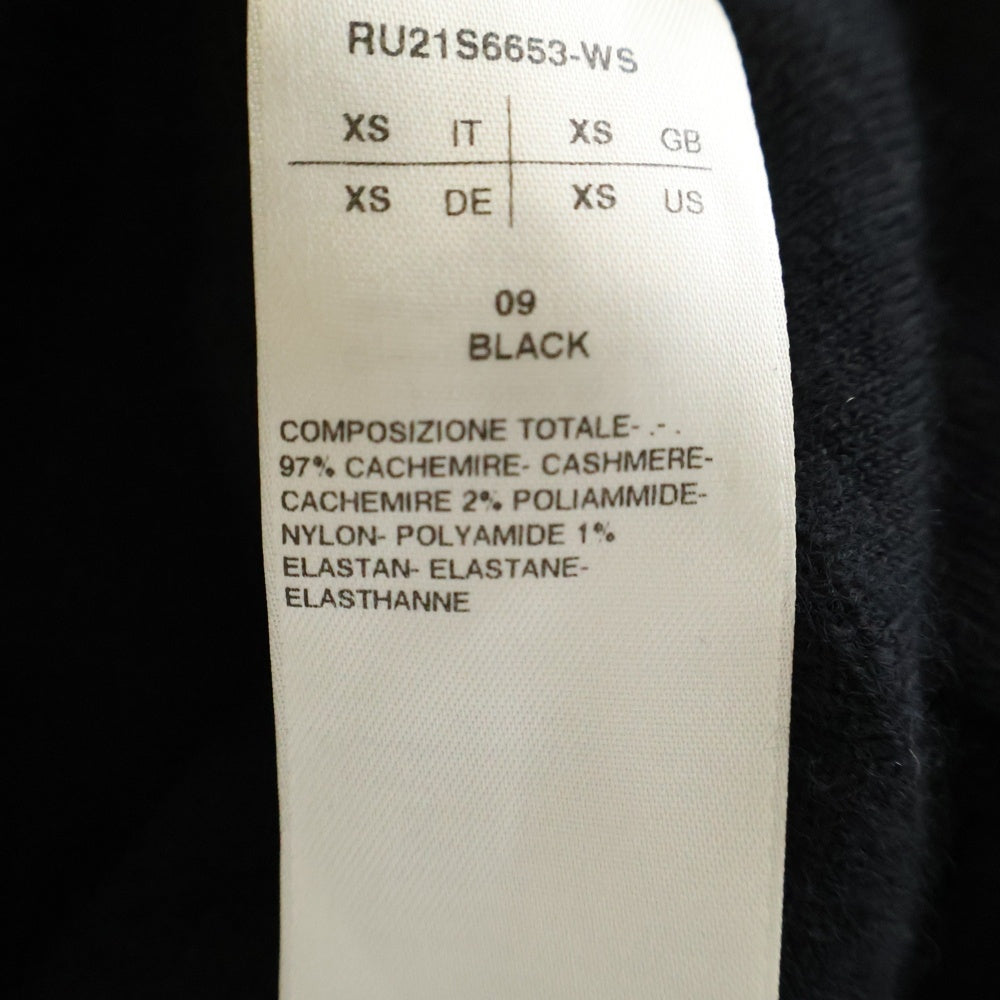 RU21S6653-WS
XS IT XS GB
XS DE XS US
09
BLACK
COMPOSIZIONE TOTALE- .- .
97% CACHEMIRE- CASHMERE-
CACHEMIRE 2% POLIAMMIDE-
NYLON- POLYAMIDE 1%
ELASTAN- ELASTANE-
ELASTHANNE